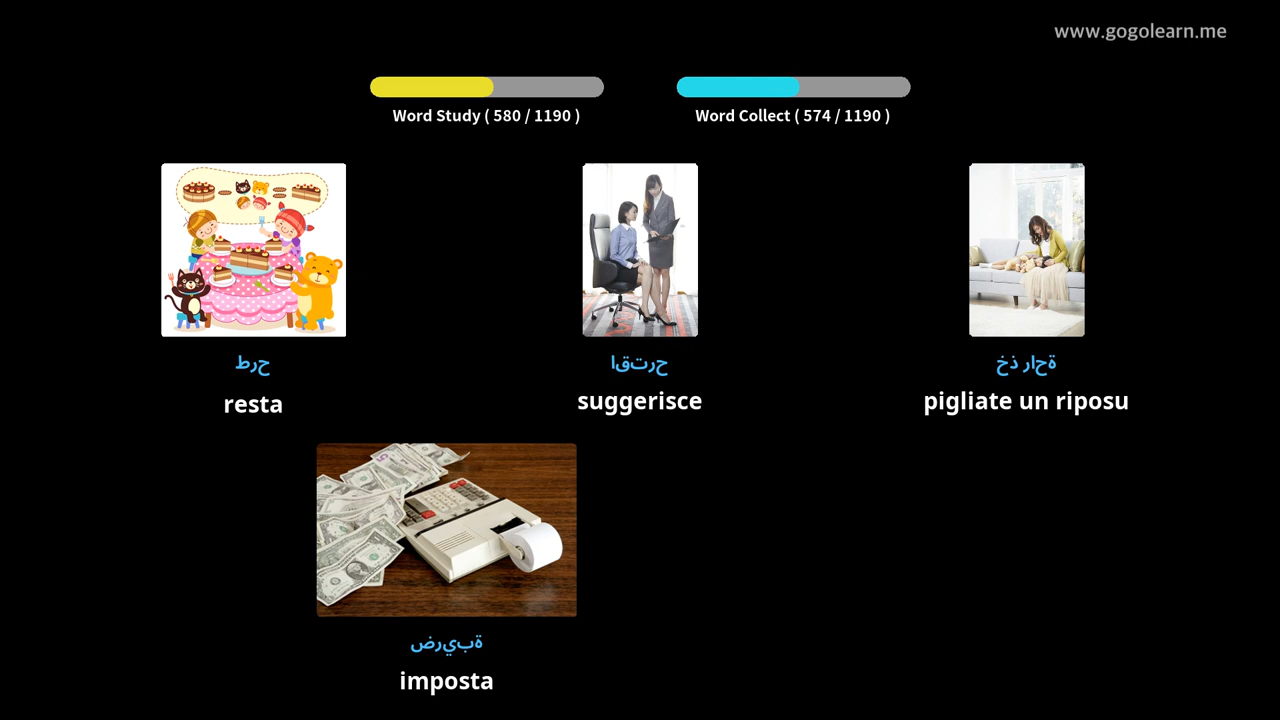 www.gogolearn.me
Word Study ( 580 / 1190 )
Word Collect ( 574 / 1190 )
حرط
resta
حرتقا
suggerisce
ةحار ذخ
pigliate un riposu
ةبيرض
imposta